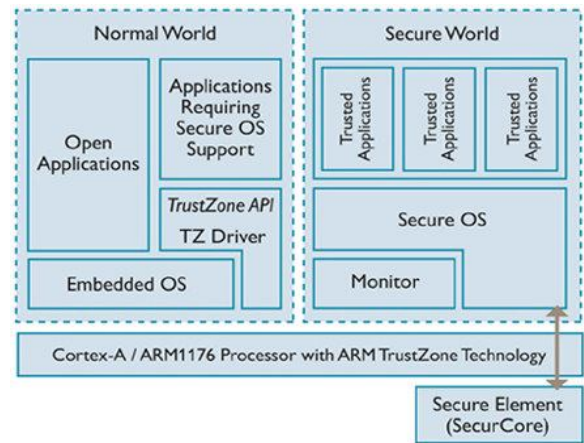 Normal World
Open
Applications
Applications
Requiring
Secure OS
Support
TrustZone API
TZ Driver
Embedded OS
Secure World
Trusted
Applications
Trusted
Applications
Trusted
Applications
Secure OS
Monitor
Cortex-A / ARM1176 Processor with ARM TrustZone Technology
Secure Element
(SecurCore)